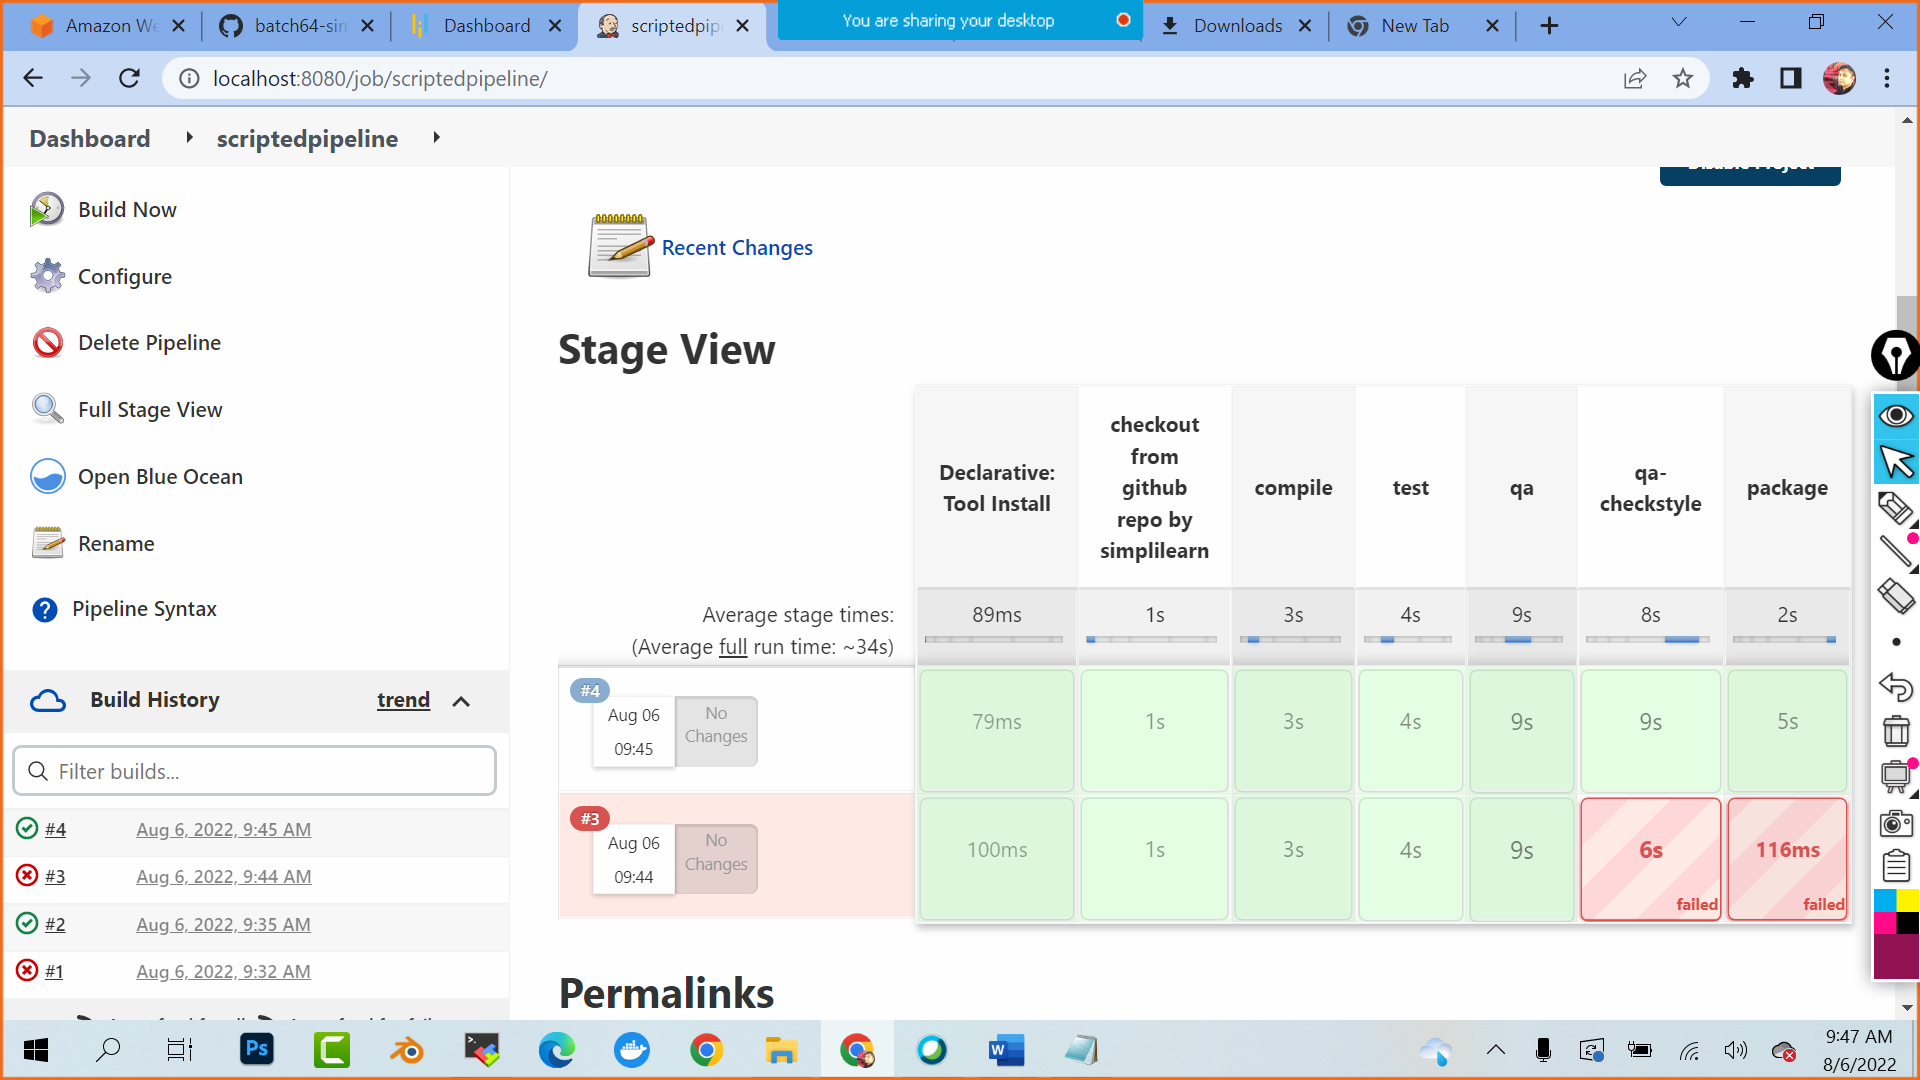 Amazon We
batch64-sim
Dashboard
scriptedpip
You are sharing your desktop
Downloads
New Tab
localhost:8080/job/scriptedpipeline/
Dashboard
scriptedpipeline
Build Now
Configure
Delete Pipeline
Full Stage View
Open Blue Ocean
Rename
Pipeline Syntax
Build History
trend
Filter builds...
#4 Aug 6, 2022, 9:45 AM
#3 Aug 6, 2022, 9:44 AM
#2 Aug 6, 2022, 9:35 AM
#1 Aug 6, 2022, 9:32 AM
Recent Changes
Stage View
Declarative:
Tool Install
checkout
from
github
repo by
simplilearn
compile
test
qa
qa-
checkstyle
package
Average stage times:
(Average full run time: ~34s)
89ms 1s 3s 4s 9s 8s 2s
#4
Aug 06
09:45
No
Changes
79ms 1s 3s 4s 9s 9s 5s
#3
Aug 06
09:44
No
Changes
100ms 1s 3s 4s 9s 6s 116ms
failed failed
Permalinks
Ps
W
9:47 AM
8/6/2022